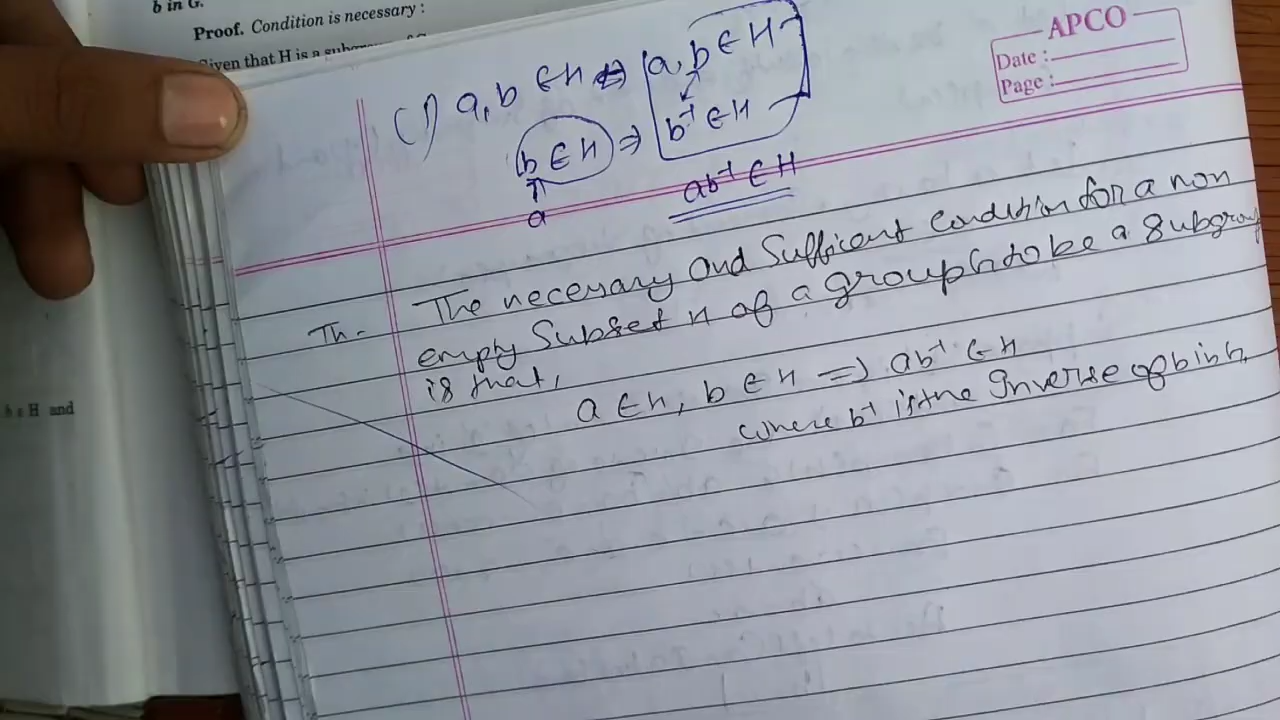 b in G.
Proof. Condition is necessary :
Given that H is a subgroup of G
APCO
Date :
Page :
(1) a, b ∈ H ⇔ a, b ∈ H
b ∈ H ⇒ b⁻¹ ∈ H
a
ab⁻¹ ∈ H
Th- The necessary and Sufficient condition for a non
empty Subset H of a group G to be a Subgroup
is that,
a ∈ H, b ∈ H ⇒ ab⁻¹ ∈ H
where b⁻¹ is the Inverse of b in G.
b ε H and